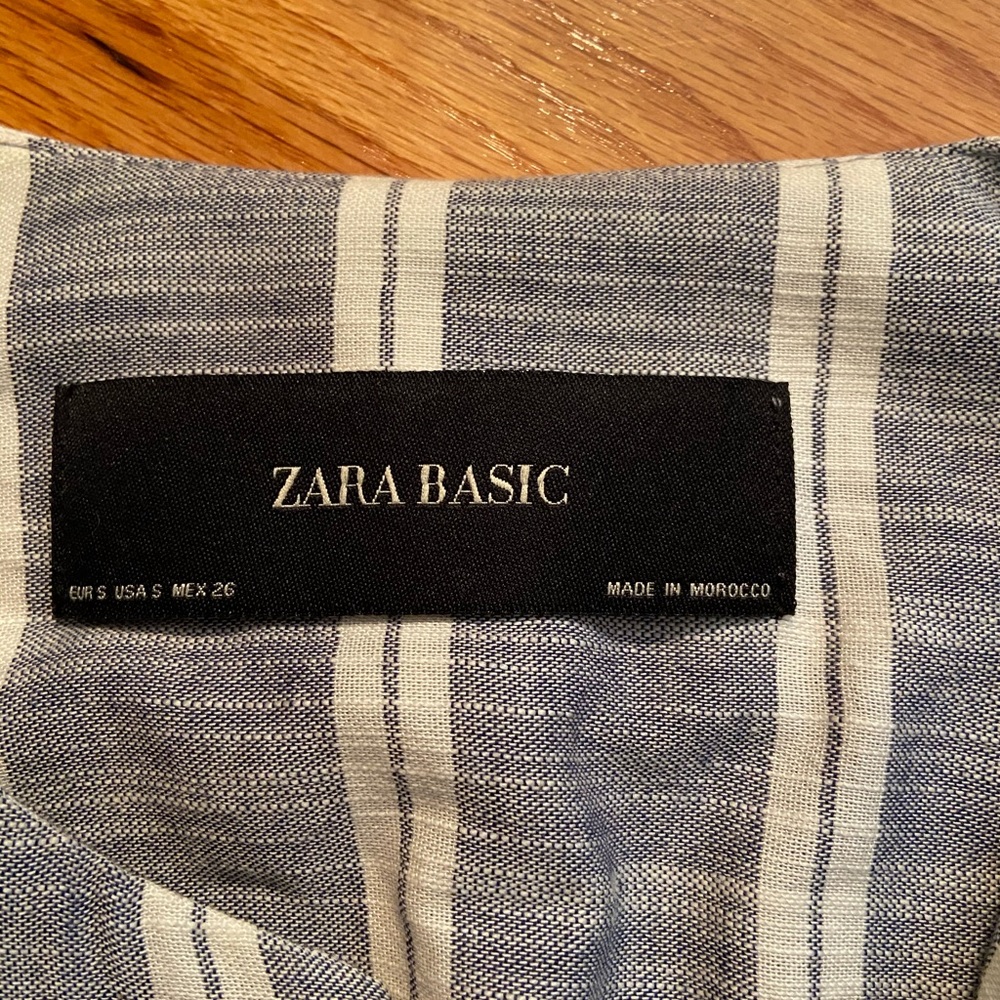 ZARA BASIC
EUR S USA S MEX 26 MADE IN MOROCCO